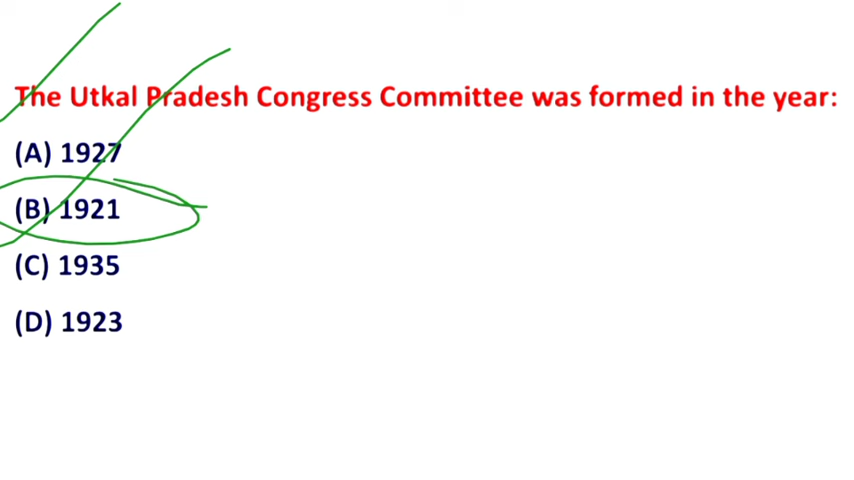 The Utkal Pradesh Congress Committee was formed in the year:
(A) 1927
(B) 1921
(C) 1935
(D) 1923